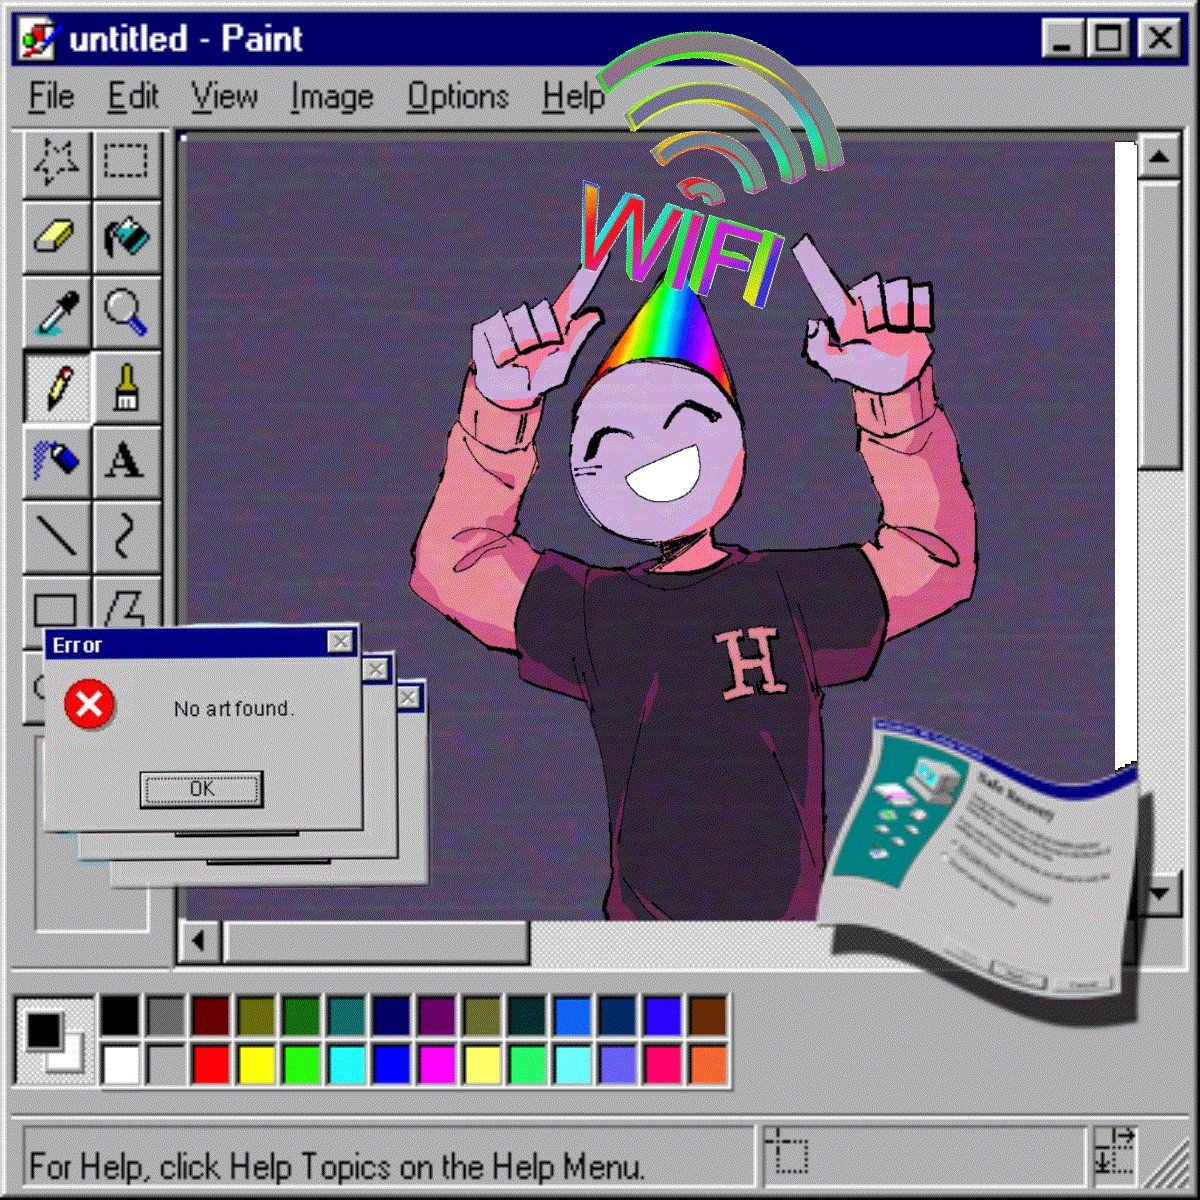 untitled - Paint
File Edit View Image Options Help
WIFI
A
H
Error
No art found.
OK
Safe Recovery
For Help, click Help Topics on the Help Menu.